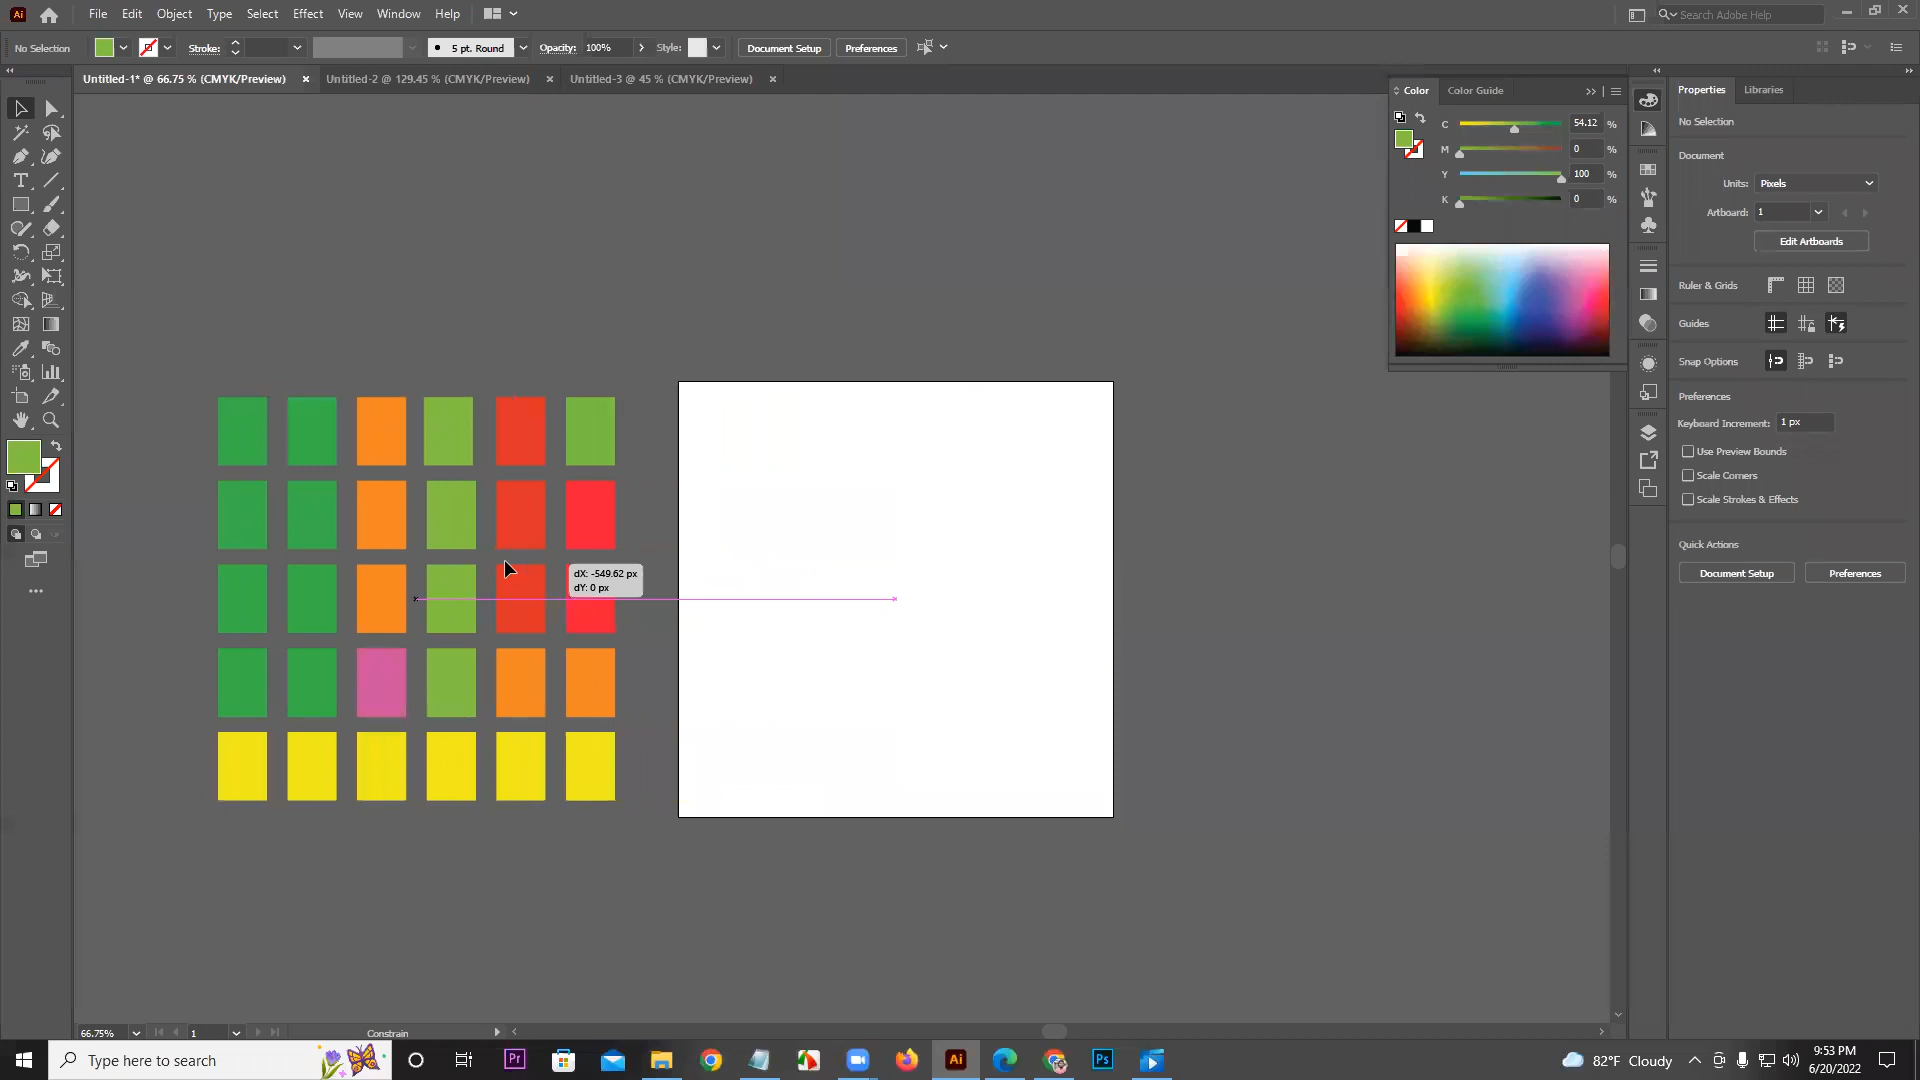 Ai File Edit Object Type Select Effect View Window Help Search Adobe Help
No Selection Stroke: 5 pt. Round Opacity: 100% Style: Document Setup Preferences
Untitled-1* @ 66.75 % (CMYK/Preview) × Untitled-2 @ 129.45 % (CMYK/Preview) × Untitled-3 @ 45 % (CMYK/Preview) ×
Color Color Guide
C 54.12 %
M 0 %
Y 100 %
K 0 %
Properties Libraries
No Selection
Document
Units: Pixels
Artboard: 1
Edit Artboards
Ruler & Grids
Guides
Snap Options
Preferences
Keyboard Increment: 1 px
Use Preview Bounds
Scale Corners
Scale Strokes & Effects
Quick Actions
Document Setup Preferences
dX: -549.62 px
dY: 0 px
66.75% 1 Constrain
Type here to search Pr Ai Ps 82°F Cloudy
9:53 PM
6/20/2022